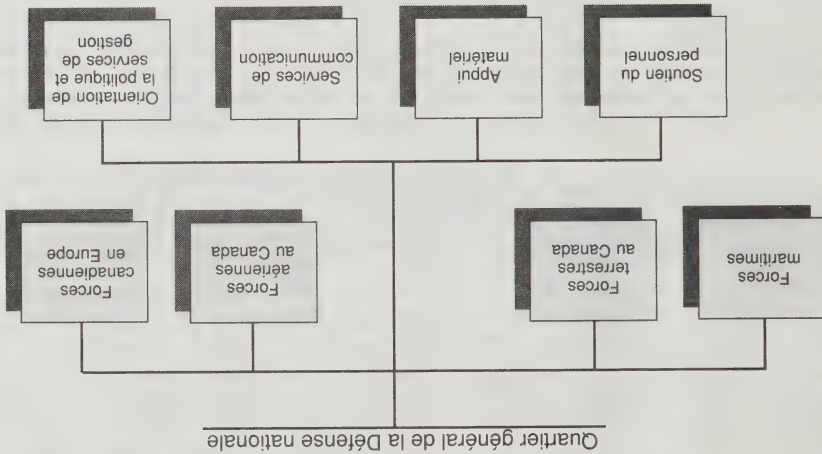 Quartier général de la Défense nationale
Forces
maritimes
Forces
terrestres
au Canada
Forces
aériennes
au Canada
Forces
canadiennes
en Europe
Soutien du
personnel
Appui
matériel
Services de
communication
Orientation de
la politique et
services de
gestion